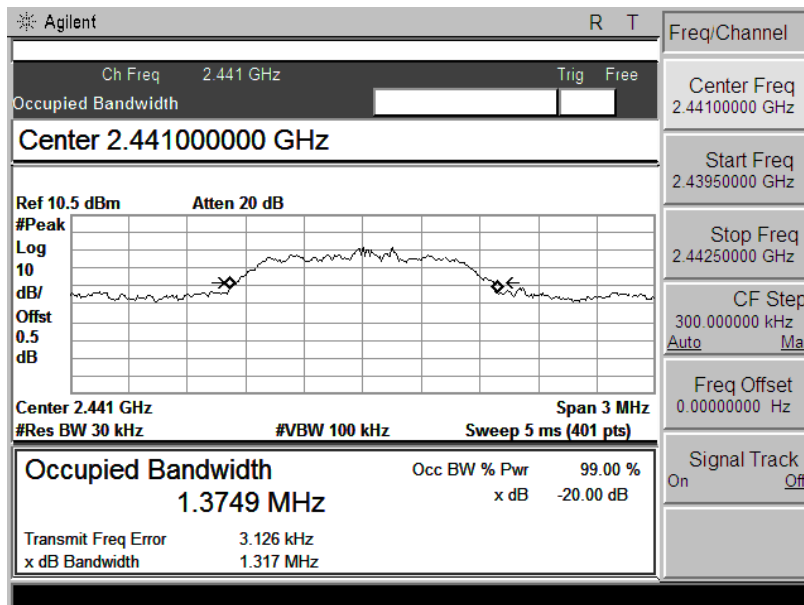 Agilent R T
Freq/Channel
Ch Freq 2.441 GHz Trig Free
Occupied Bandwidth
Center 2.441000000 GHz
Center Freq
2.44100000 GHz
Start Freq
2.43950000 GHz
Stop Freq
2.44250000 GHz
CF Step
300.000000 kHz
Auto Ma
Freq Offset
0.00000000 Hz
Signal Track
On Off
Ref 10.5 dBm Atten 20 dB
#Peak
Log
10
dB/
Offst
0.5
dB
Center 2.441 GHz Span 3 MHz
#Res BW 30 kHz #VBW 100 kHz Sweep 5 ms (401 pts)
Occupied Bandwidth Occ BW % Pwr 99.00 %
1.3749 MHz x dB -20.00 dB
Transmit Freq Error 3.126 kHz
x dB Bandwidth 1.317 MHz